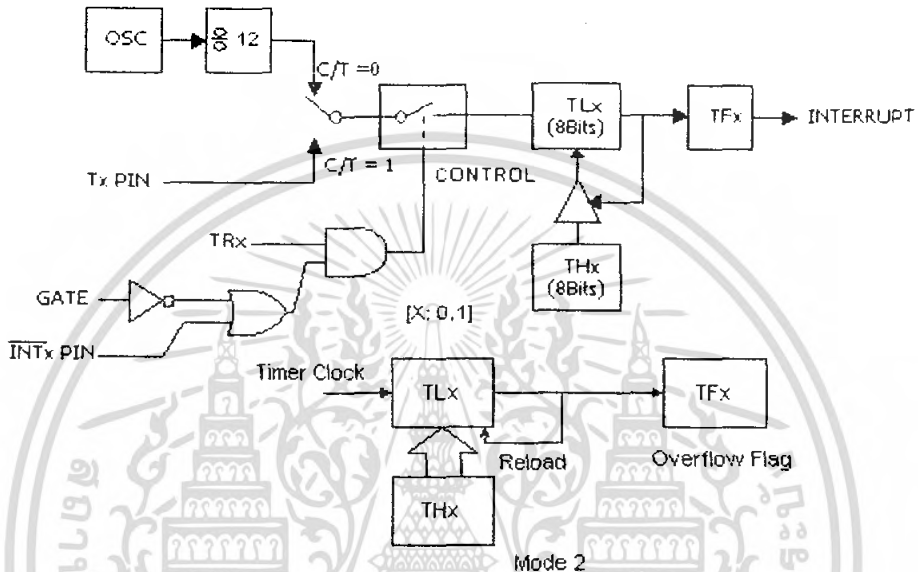 OSC
÷ 12
C/T = 0
TLx
(8Bits)
TFx
INTERRUPT
Tx PIN
C/T = 1
CONTROL
TRx
THx
(8Bits)
GATE
[X; 0,1]
INTx PIN
Timer Clock
TLx
TFx
Reload
Overflow Flag
THx
Mode 2